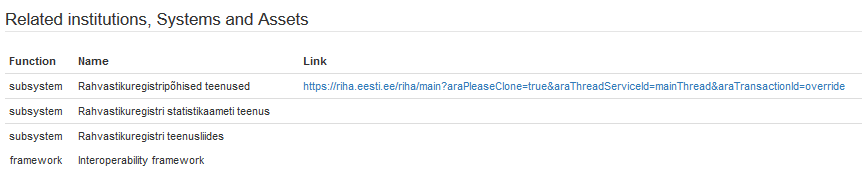 Related institutions, Systems and Assets
Function Name Link
subsystem Rahvastikuregistripõhised teenused https://riha.eesti.ee/riha/main?araPleaseClone=true&araThreadServiceId=mainThread&araTransactionId=override
subsystem Rahvastikuregistri statistikaameti teenus
subsystem Rahvastikuregistri teenusliides
framework Interoperability framework